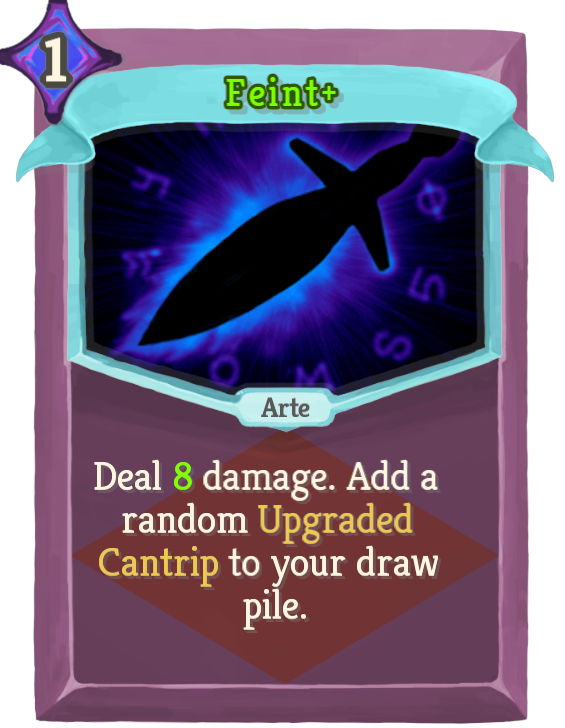 1
Feint+
Arte
Deal 8 damage. Add a
random Upgraded
Cantrip to your draw
pile.